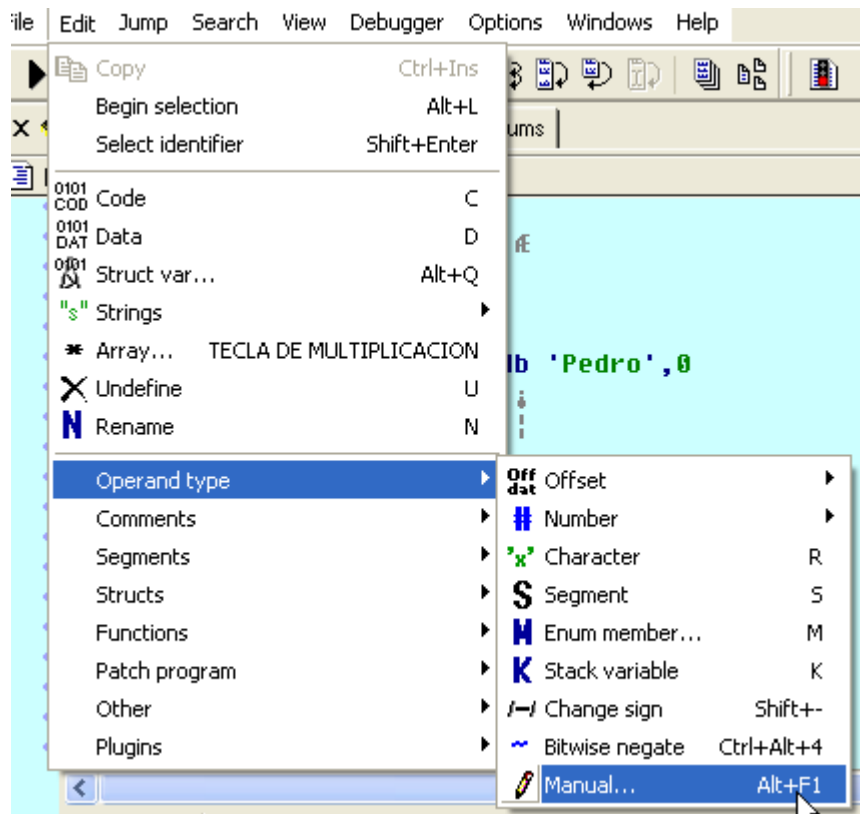 ile Edit Jump Search View Debugger Options Windows Help
Copy Ctrl+Ins
Begin selection Alt+L
Select identifier Shift+Enter
ums
0101 COD Code C
0101 DAT Data D
Æ
0101 Struct var... Alt+Q
"s" Strings
Array... TECLA DE MULTIPLICACION
lb 'Pedro',0
Undefine U
N Rename N
Operand type
Off dat Offset
Comments
# Number
Segments
'x' Character R
Structs
S Segment S
Functions
M Enum member... M
Patch program
K Stack variable K
Other
/—/ Change sign Shift+-
Plugins
~ Bitwise negate Ctrl+Alt+4
Manual... Alt+F1